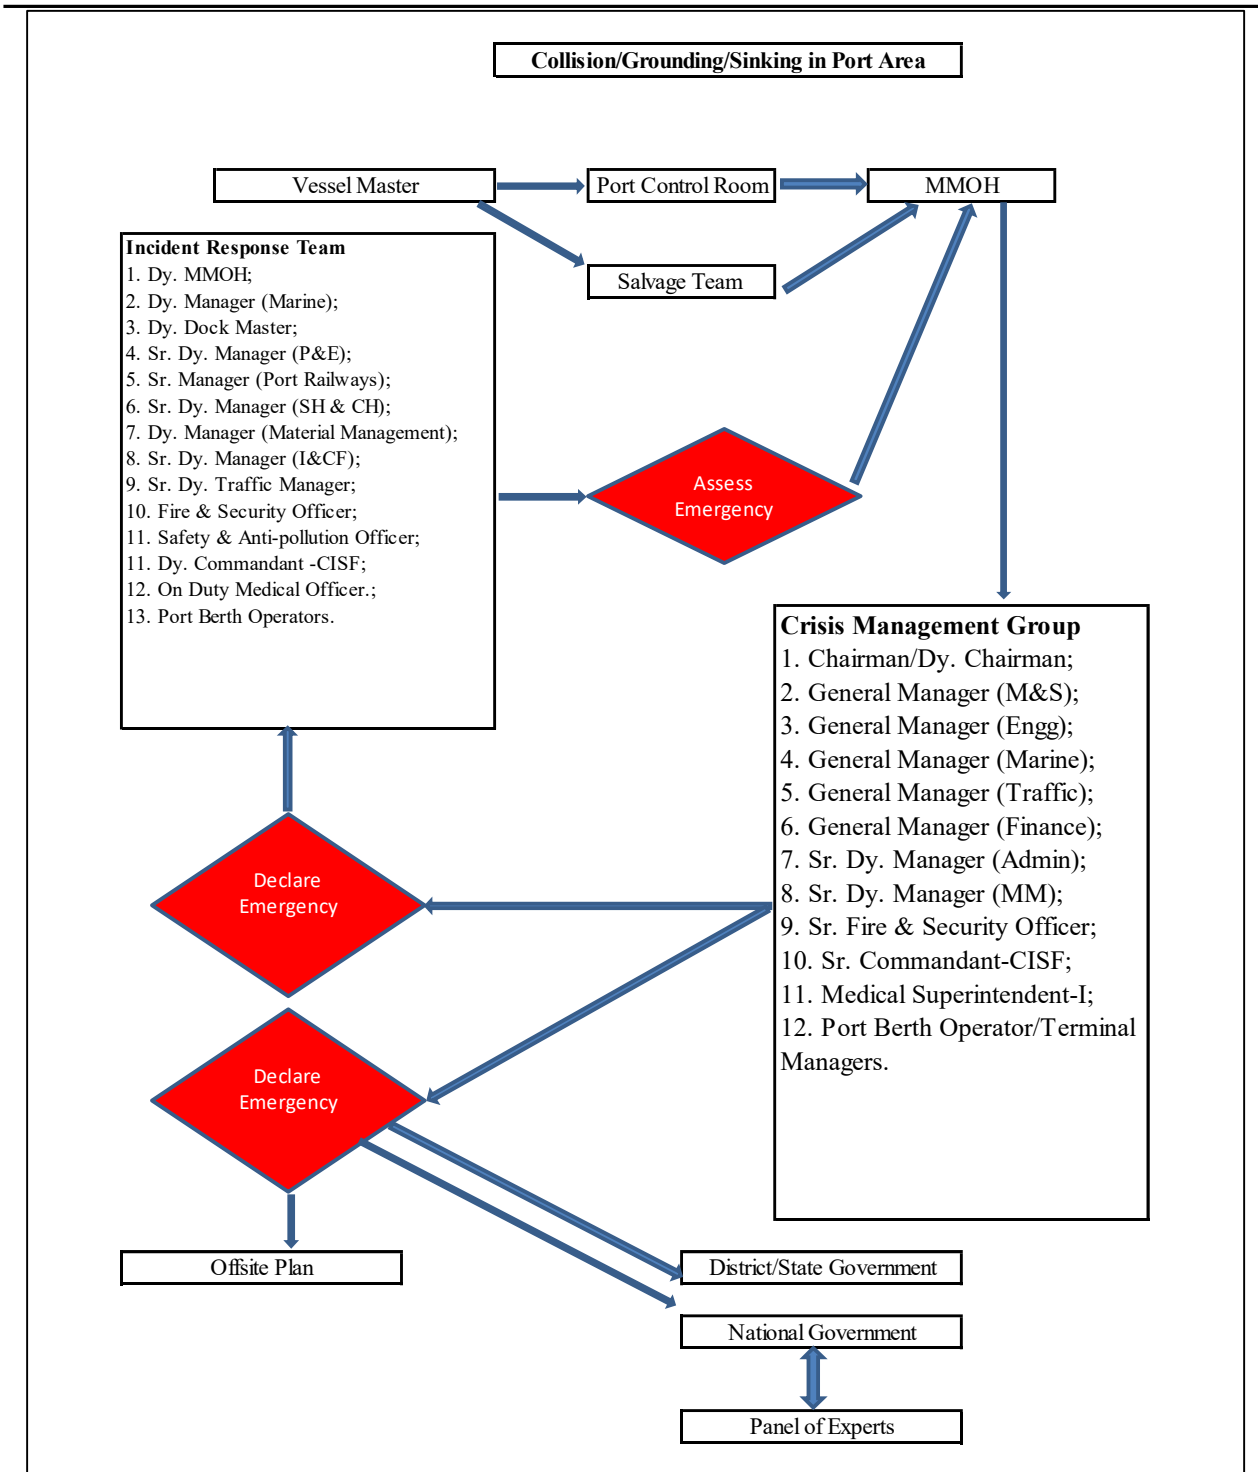 Collision/Grounding/Sinking in Port Area
Vessel Master
Port Control Room
MMOH
Salvage Team
Incident Response Team
1. Dy. MMOH;
2. Dy. Manager (Marine);
3. Dy. Dock Master;
4. Sr. Dy. Manager (P&E);
5. Sr. Manager (Port Railways);
6. Sr. Dy. Manager (SH & CH);
7. Dy. Manager (Material Management);
8. Sr. Dy. Manager (I&CF);
9. Sr. Dy. Traffic Manager;
10. Fire & Security Officer;
11. Safety & Anti-pollution Officer;
11. Dy. Commandant -CISF;
12. On Duty Medical Officer.;
13. Port Berth Operators.
Assess
Emergency
Crisis Management Group
1. Chairman/Dy. Chairman;
2. General Manager (M&S);
3. General Manager (Engg);
4. General Manager (Marine);
5. General Manager (Traffic);
6. General Manager (Finance);
7. Sr. Dy. Manager (Admin);
8. Sr. Dy. Manager (MM);
9. Sr. Fire & Security Officer;
10. Sr. Commandant-CISF;
11. Medical Superintendent-I;
12. Port Berth Operator/Terminal
Managers.
Declare
Emergency
Declare
Emergency
Offsite Plan
District/State Government
National Government
Panel of Experts